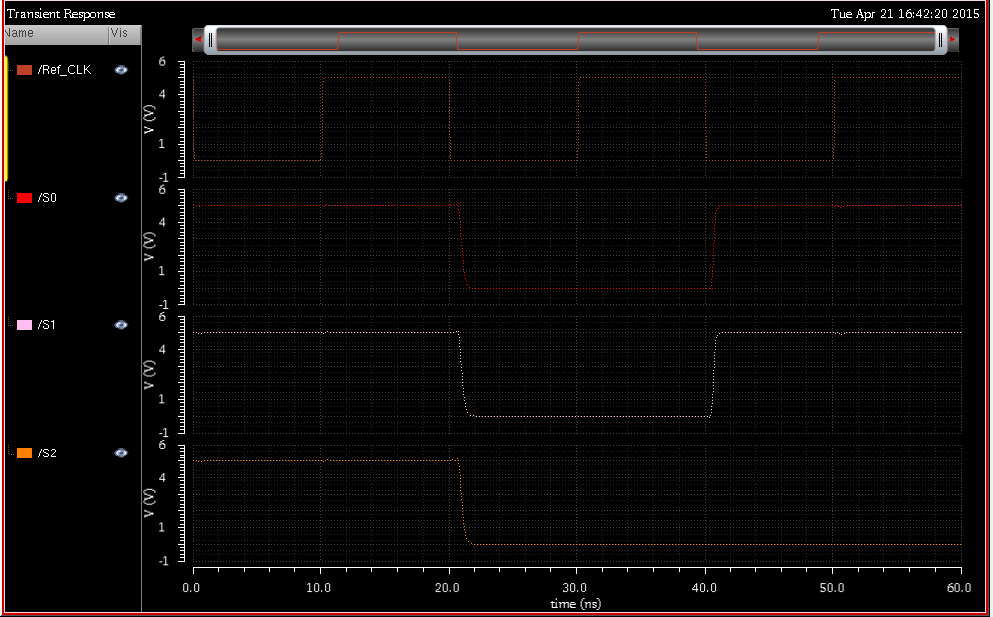 Transient Response Tue Apr 21 16:42:20 2015
Name Vis
/Ref_CLK
6
4
1
-1
V (V)
/S0
6
4
1
-1
V (V)
/S1
6
4
1
-1
V (V)
/S2
6
4
1
-1
V (V)
0.0 10.0 20.0 30.0 40.0 50.0 60.0
time (ns)